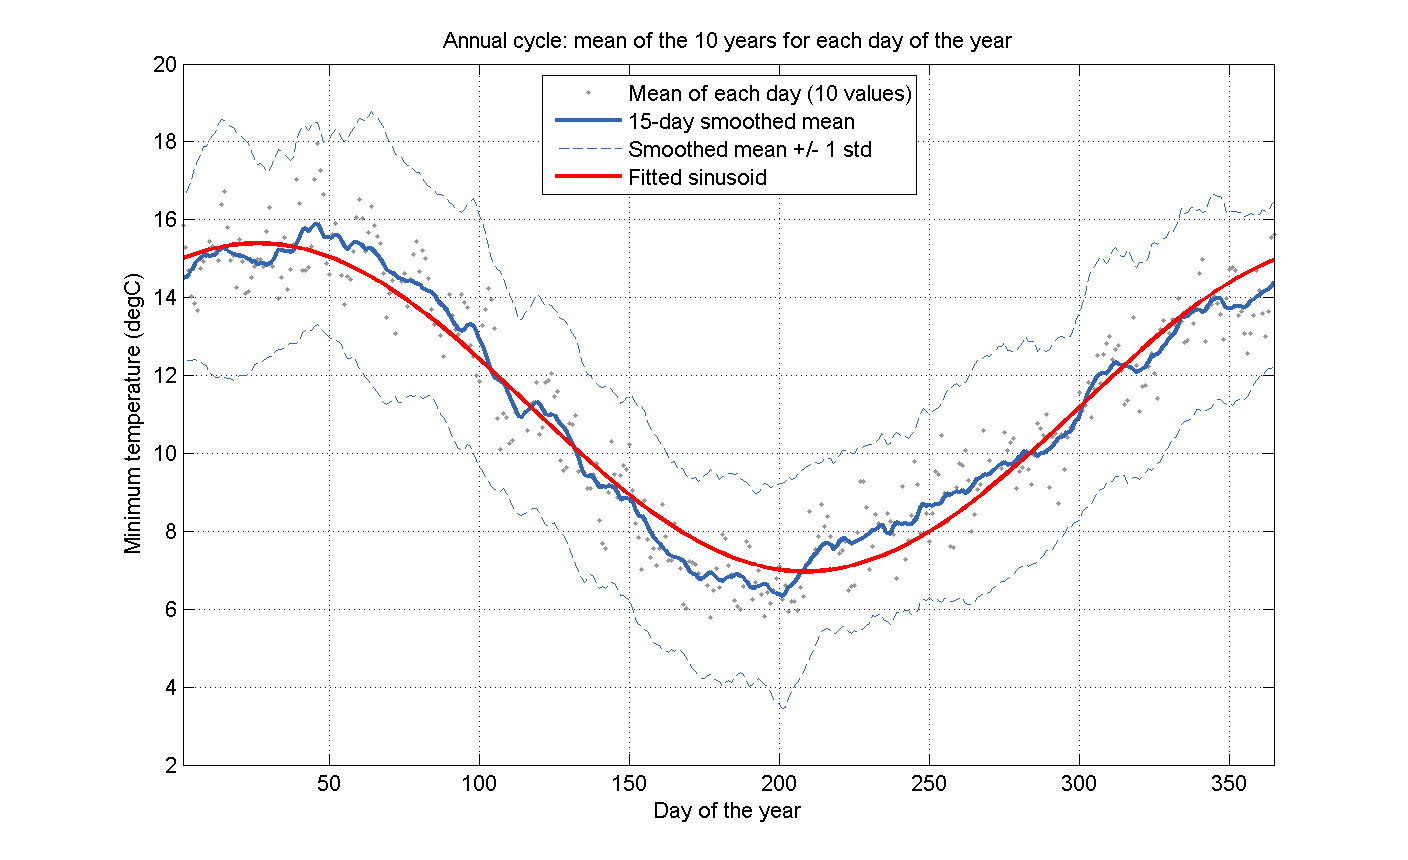 Annual cycle: mean of the 10 years for each day of the year
20
18
16
14
12
10
8
6
4
2
Minimum temperature (degC)
Mean of each day (10 values)
15-day smoothed mean
Smoothed mean +/- 1 std
Fitted sinusoid
50 100 150 200 250 300 350
Day of the year